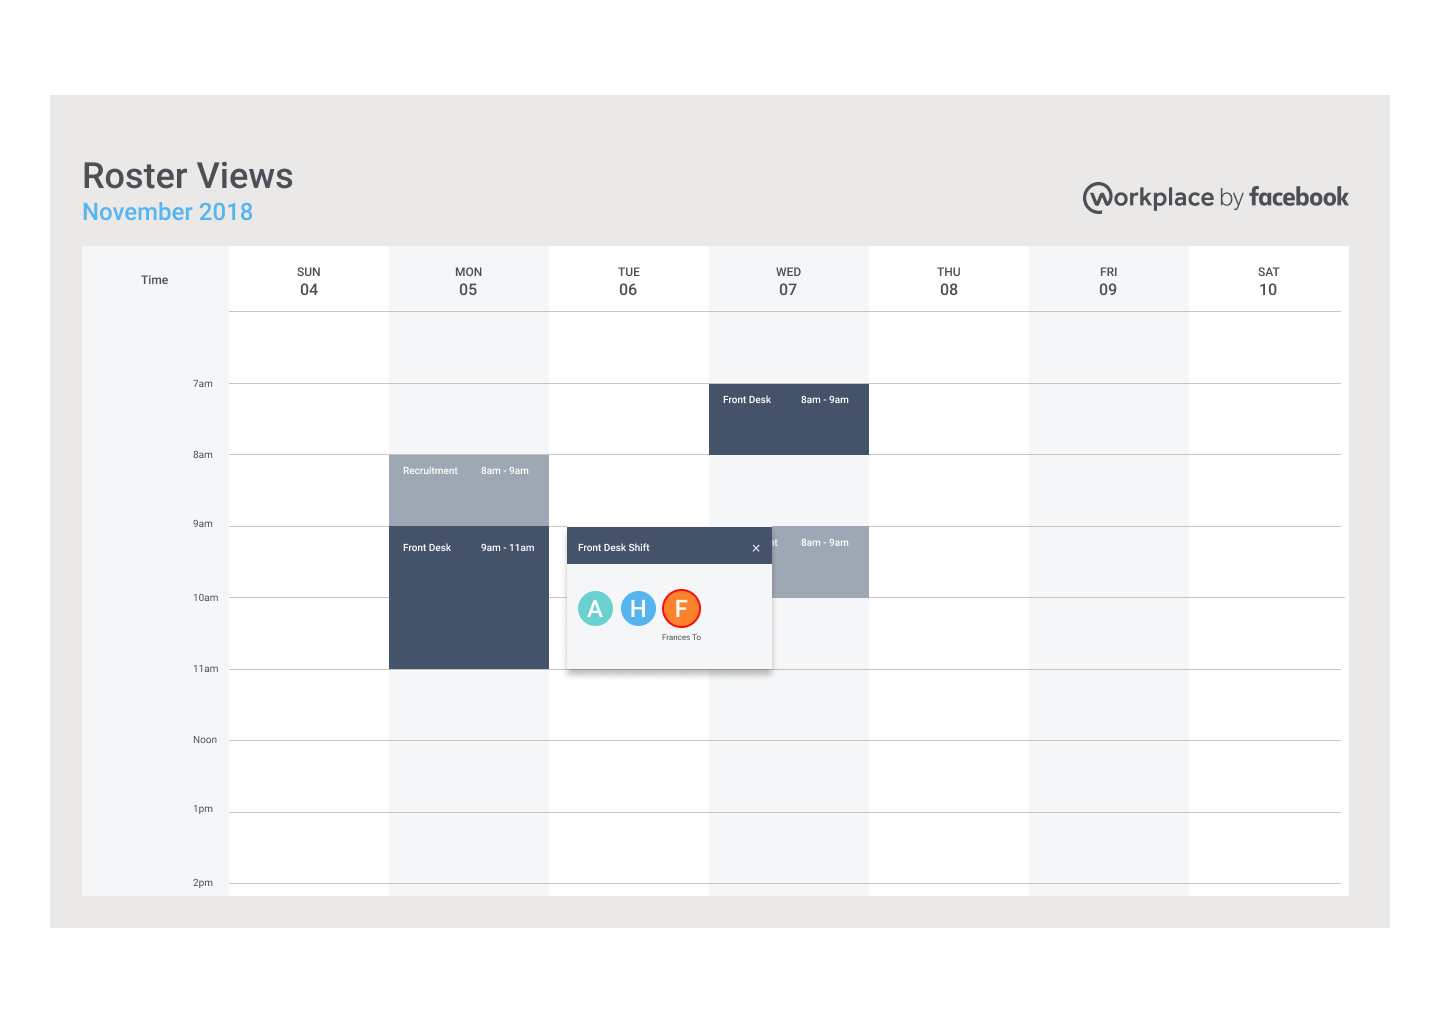 Roster Views
November 2018
Workplace by facebook
Time
SUN MON TUE WED THU FRI SAT
04 05 06 07 08 09 10
7am
Front Desk 8am - 9am
8am
Recruitment 8am - 9am
9am
Front Desk 9am - 11am
Front Desk Shift ×
nt 8am - 9am
10am
A H F
Frances To
11am
Noon
1pm
2pm